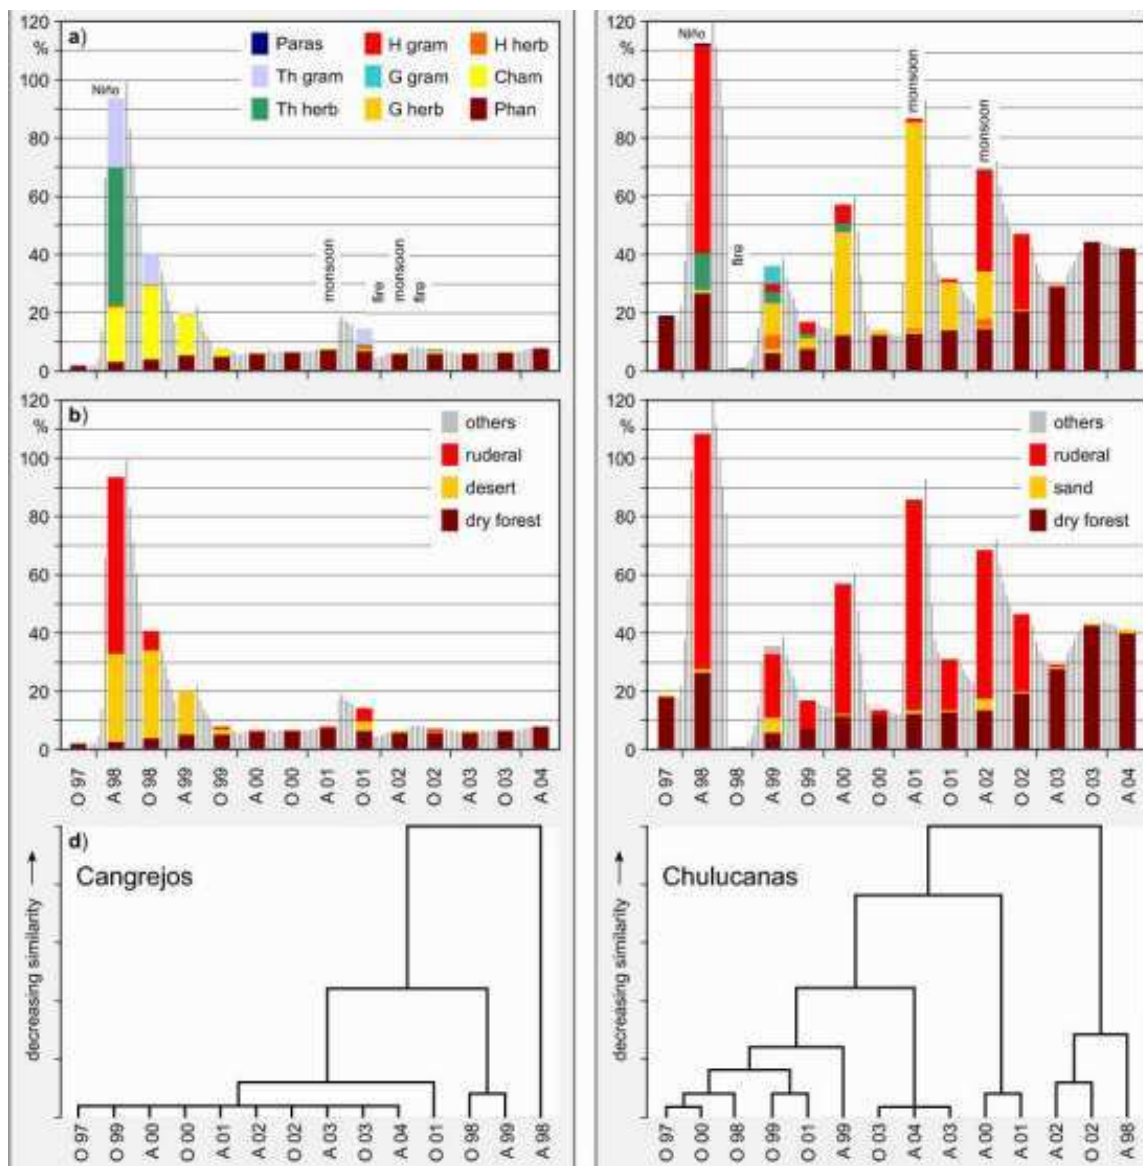 120
%
100
80
60
40
20
0
a)
Paras
H gram
H herb
Th gram
G gram
Cham
Th herb
G herb
Phan
Niño
monsoon
fire
monsoon
fire
120
%
100
80
60
40
20
0
Niño
fire
monsoon
monsoon
120
%
100
80
60
40
20
0
b)
others
ruderal
desert
dry forest
O 97 A 98 O 98 A 99 O 99 A 00 O 00 A 01 O 01 A 02 O 02 A 03 O 03 A 04
120
%
100
80
60
40
20
0
others
ruderal
sand
dry forest
O 97 A 98 O 98 A 99 O 99 A 00 O 00 A 01 O 01 A 02 O 02 A 03 O 03 A 04
decreasing similarity
d)
Cangrejos
O 97 O 99 A 00 O 00 A 01 A 02 O 02 A 03 O 03 A 04 O 01 O 98 A 99 A 98
decreasing similarity
Chulucanas
O 97 O 00 O 98 O 99 O 01 A 99 O 03 A 04 A 03 A 00 A 01 A 02 O 02 A 98